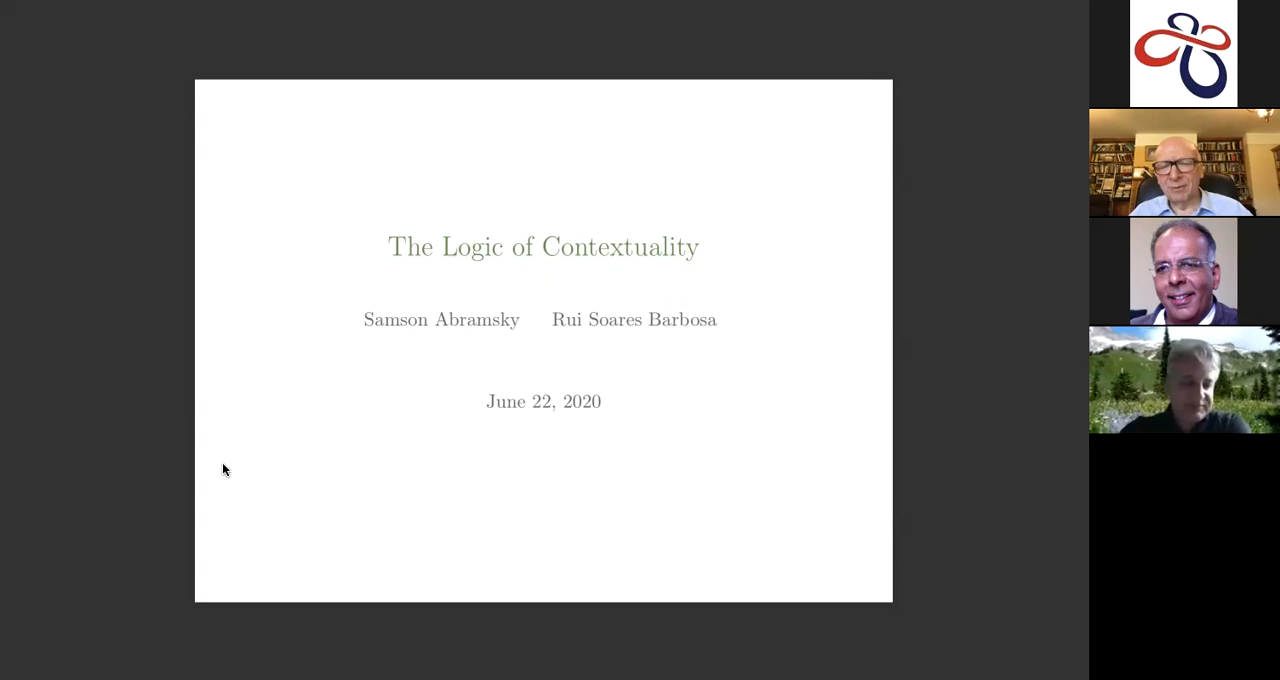 The Logic of Contextuality
Samson Abramsky Rui Soares Barbosa
June 22, 2020